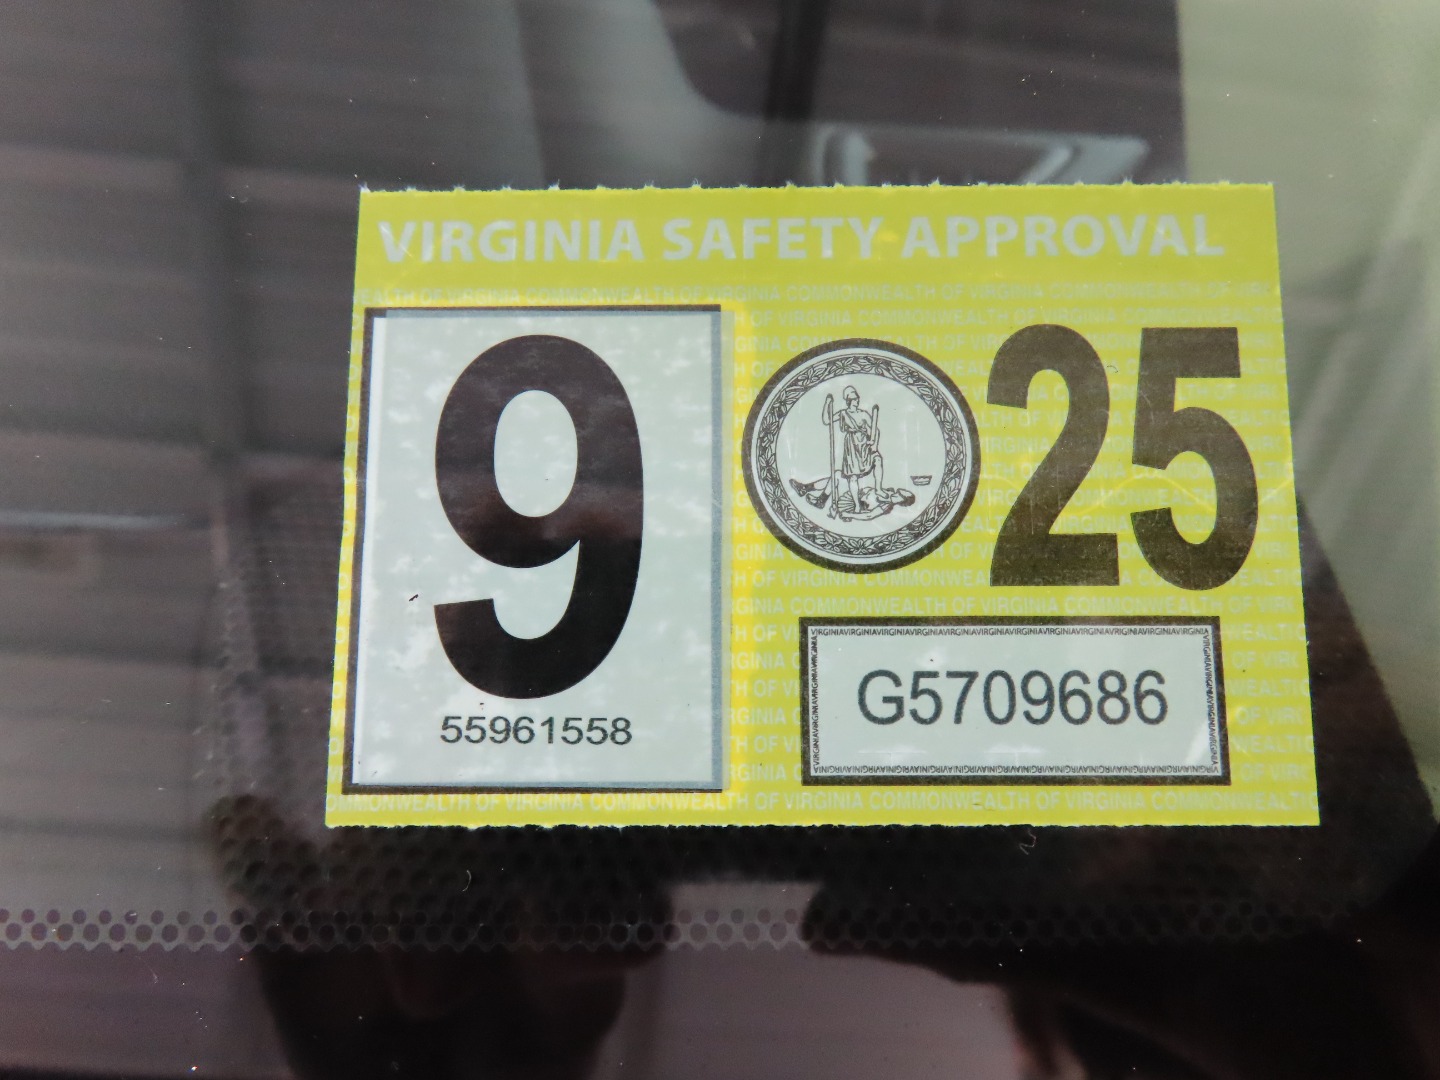 VIRGINIA SAFETY APPROVAL
9
25
55961558
G5709686